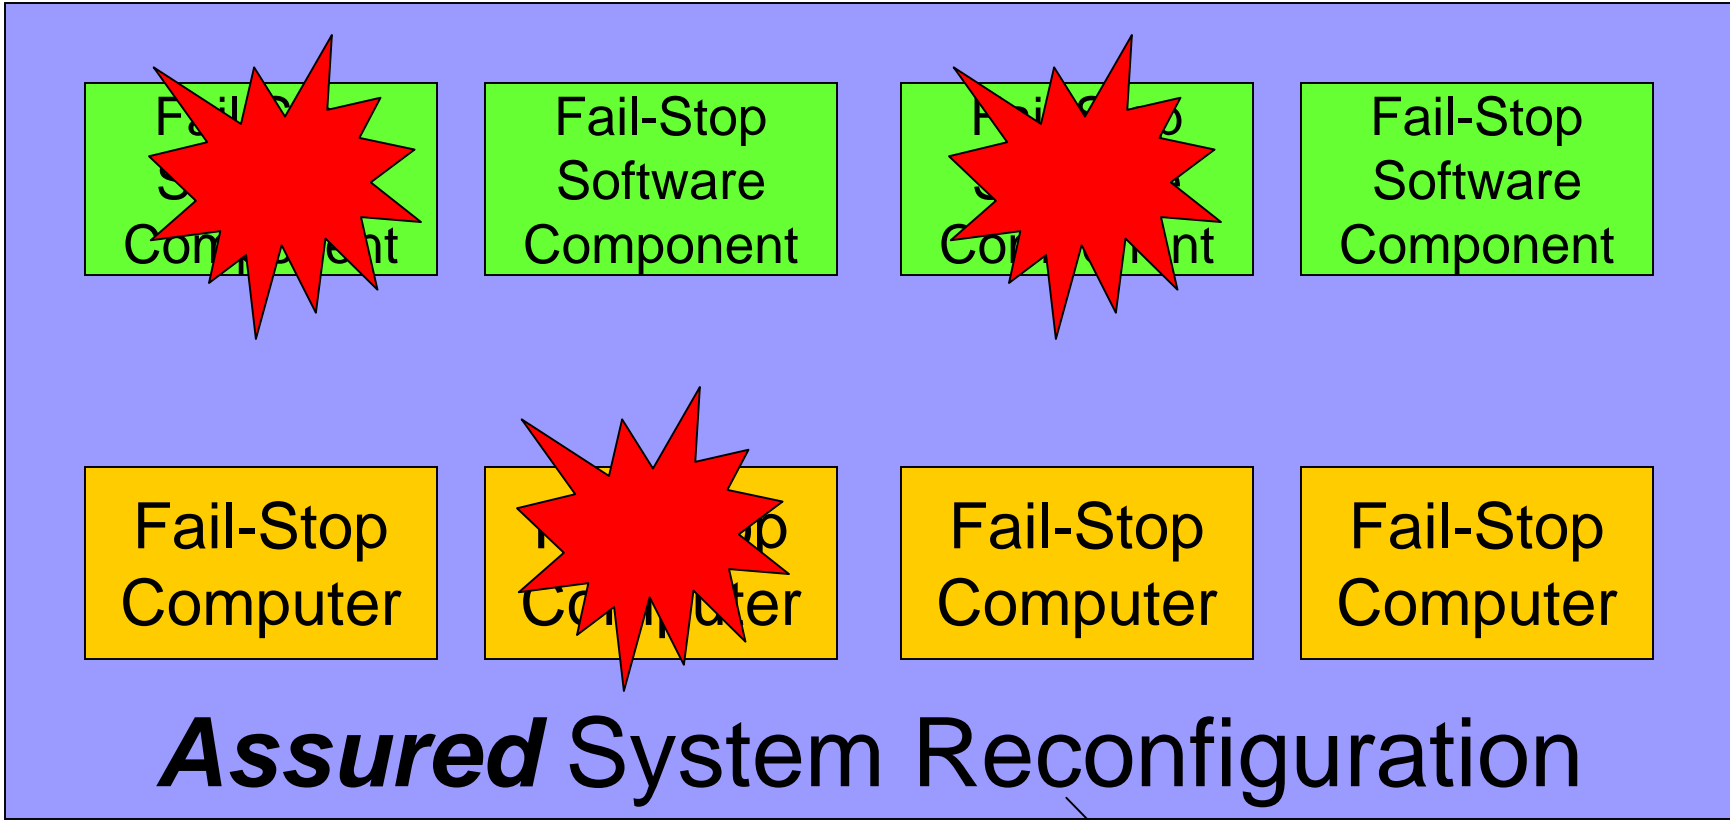 Fail-Stop
Software
Component
Fail-Stop
Software
Component
Fail-Stop
Computer
Computer
Fail-Stop
Computer
Fail-Stop
Computer
Assured System Reconfiguration